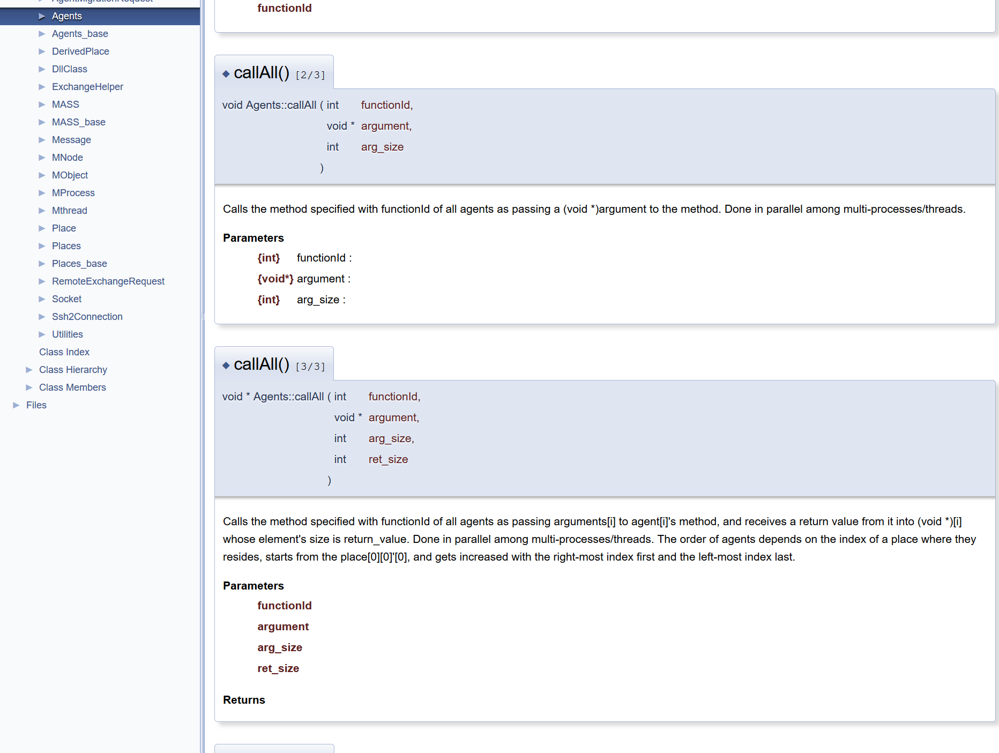 AgentMigrationRequest
Agents
Agents_base
DerivedPlace
DllClass
ExchangeHelper
MASS
MASS_base
Message
MNode
MObject
MProcess
Mthread
Place
Places
Places_base
RemoteExchangeRequest
Socket
Ssh2Connection
Utilities
Class Index
Class Hierarchy
Class Members
Files
functionId
callAll() [2/3]
void Agents::callAll ( int functionId,
void * argument,
int arg_size
)
Calls the method specified with functionId of all agents as passing a (void *)argument to the method. Done in parallel among multi-processes/threads.
Parameters
{int} functionId :
{void*} argument :
{int} arg_size :
callAll() [3/3]
void * Agents::callAll ( int functionId,
void * argument,
int arg_size,
int ret_size
)
Calls the method specified with functionId of all agents as passing arguments[i] to agent[i]'s method, and receives a return value from it into (void *)[i]
whose element's size is return_value. Done in parallel among multi-processes/threads. The order of agents depends on the index of a place where they
resides, starts from the place[0][0]'[0], and gets increased with the right-most index first and the left-most index last.
Parameters
functionId
argument
arg_size
ret_size
Returns